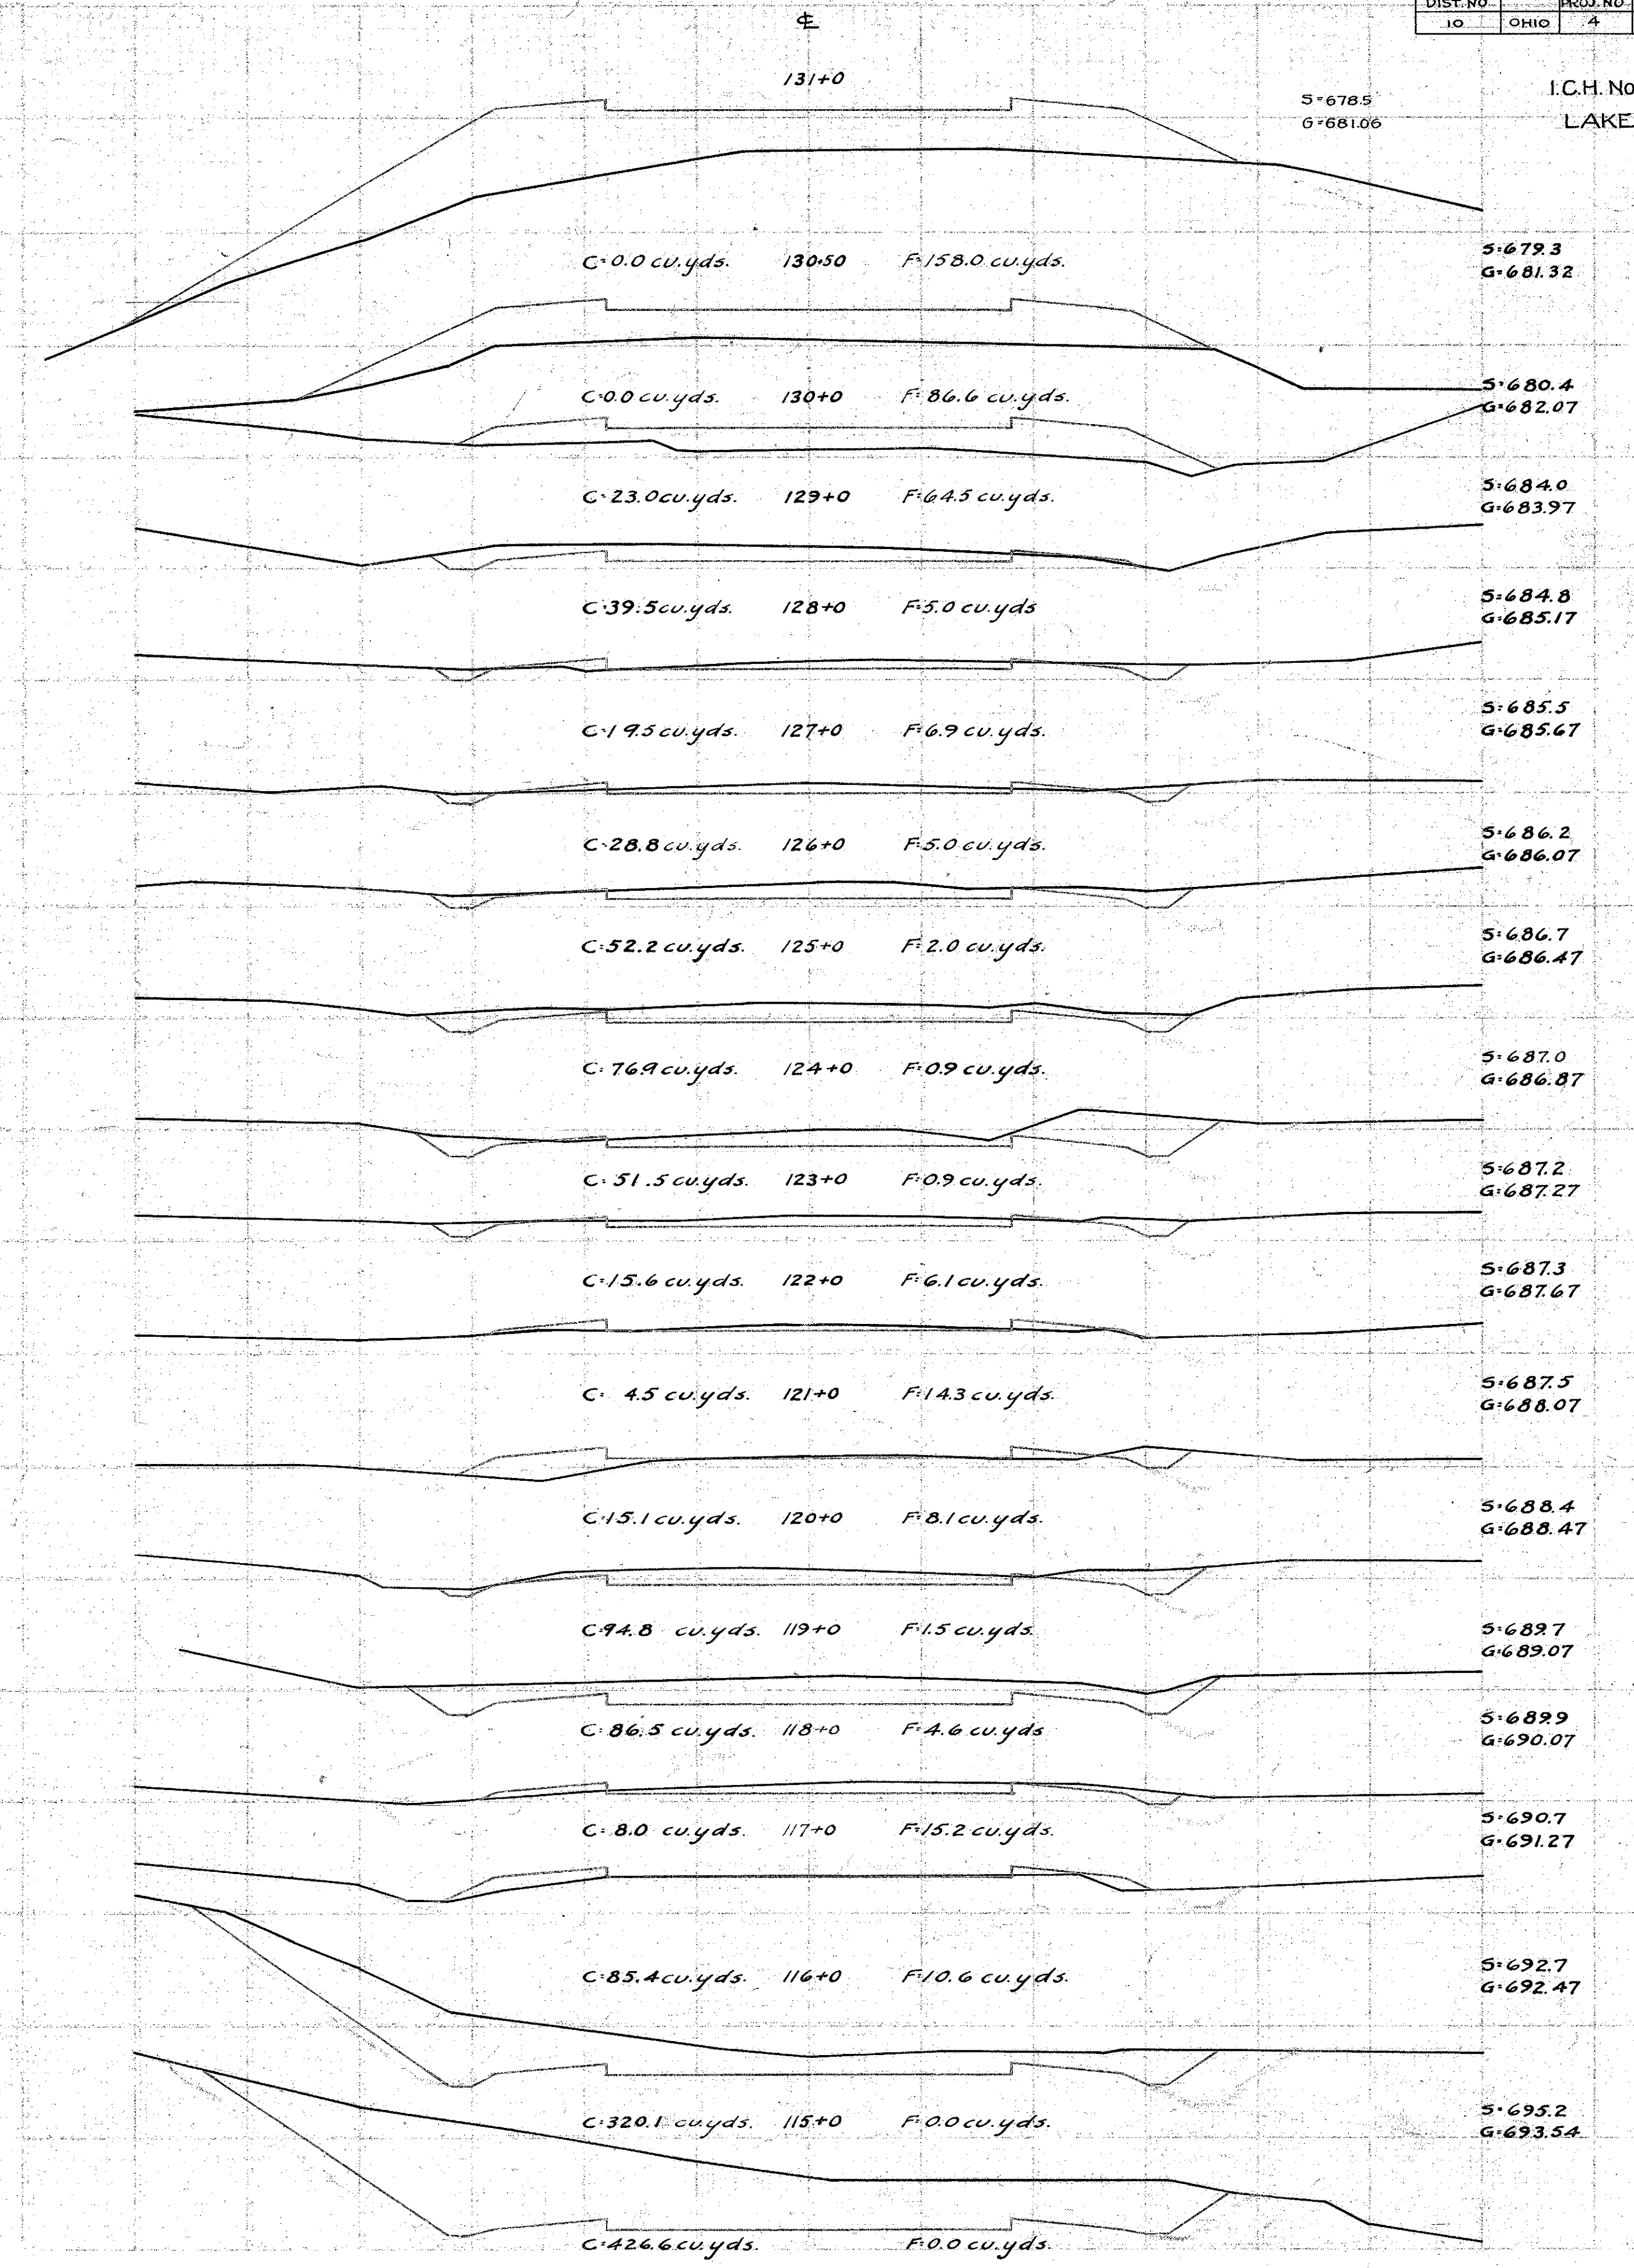 DIST. NO. PROJ. NO
10 OHIO 4
℄
131+0
S=678.5
G=681.06
I.C.H. No
LAKE
C=0.0 cu.yds. 130+50 F=158.0 cu.yds.
S=679.3
G=681.32
C=0.0 cu.yds. 130+0 F=86.6 cu.yds.
S=680.4
G=682.07
C=23.0 cu.yds. 129+0 F=64.5 cu.yds.
S=684.0
G=683.97
C=39.5 cu.yds. 128+0 F=5.0 cu.yds
S=684.8
G=685.17
C=19.5 cu.yds. 127+0 F=6.9 cu.yds.
S=685.5
G=685.67
C=28.8 cu.yds. 126+0 F=5.0 cu.yds.
S=686.2
G=686.07
C=52.2 cu.yds. 125+0 F=2.0 cu.yds.
S=686.7
G=686.47
C=76.9 cu.yds. 124+0 F=0.9 cu.yds.
S=687.0
G=686.87
C=51.5 cu.yds. 123+0 F=0.9 cu.yds.
S=687.2
G=687.27
C=15.6 cu.yds. 122+0 F=6.1 cu.yds.
S=687.3
G=687.67
C= 4.5 cu.yds. 121+0 F=14.3 cu.yds.
S=687.5
G=688.07
C=15.1 cu.yds. 120+0 F=8.1 cu.yds.
S=688.4
G=688.47
C=94.8 cu.yds. 119+0 F=1.5 cu.yds.
S=689.7
G=689.07
C=86.5 cu.yds. 118+0 F=4.6 cu.yds
S=689.9
G=690.07
C= 8.0 cu.yds. 117+0 F=15.2 cu.yds.
S=690.7
G=691.27
C=85.4 cu.yds. 116+0 F=10.6 cu.yds.
S=692.7
G=692.47
C=320.1 cu.yds. 115+0 F=0.0 cu.yds.
S=695.2
G=693.54
C=426.6 cu.yds. F=0.0 cu.yds.